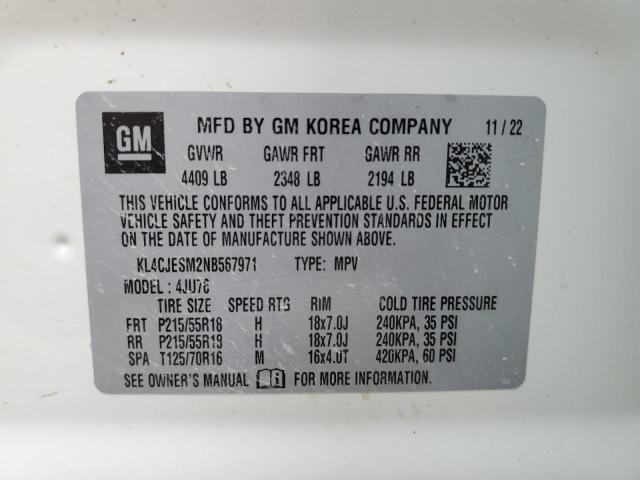 GM MFD BY GM KOREA COMPANY 11/22
GVWR GAWR FRT GAWR RR
4409 LB 2348 LB 2194 LB
THIS VEHICLE CONFORMS TO ALL APPLICABLE U.S. FEDERAL MOTOR
VEHICLE SAFETY AND THEFT PREVENTION STANDARDS IN EFFECT
ON THE DATE OF MANUFACTURE SHOWN ABOVE.
KL4CJESM2NB567971 TYPE: MPV
MODEL: 4JU76
TIRE SIZE SPEED RTG RIM COLD TIRE PRESSURE
FRT P215/55R18 H 18x7.0J 240KPA, 35 PSI
RR P215/55R18 H 18x7.0J 240KPA, 35 PSI
SPA T125/70R16 M 16x4.0T 420KPA, 60 PSI
SEE OWNER'S MANUAL FOR MORE INFORMATION.